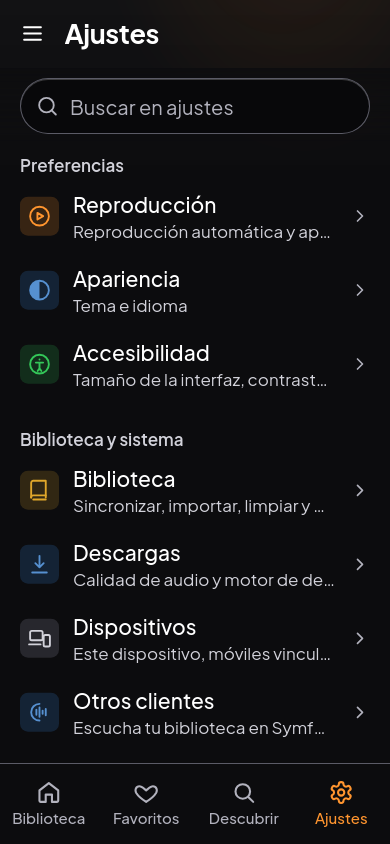 Ajustes
Buscar en ajustes
Preferencias
Reproducción
Reproducción automática y ap…
Apariencia
Tema e idioma
Accesibilidad
Tamaño de la interfaz, contrast…
Biblioteca y sistema
Biblioteca
Sincronizar, importar, limpiar y …
Descargas
Calidad de audio y motor de de…
Dispositivos
Este dispositivo, móviles vincul…
Otros clientes
Escucha tu biblioteca en Symf…
Biblioteca Favoritos Descubrir Ajustes